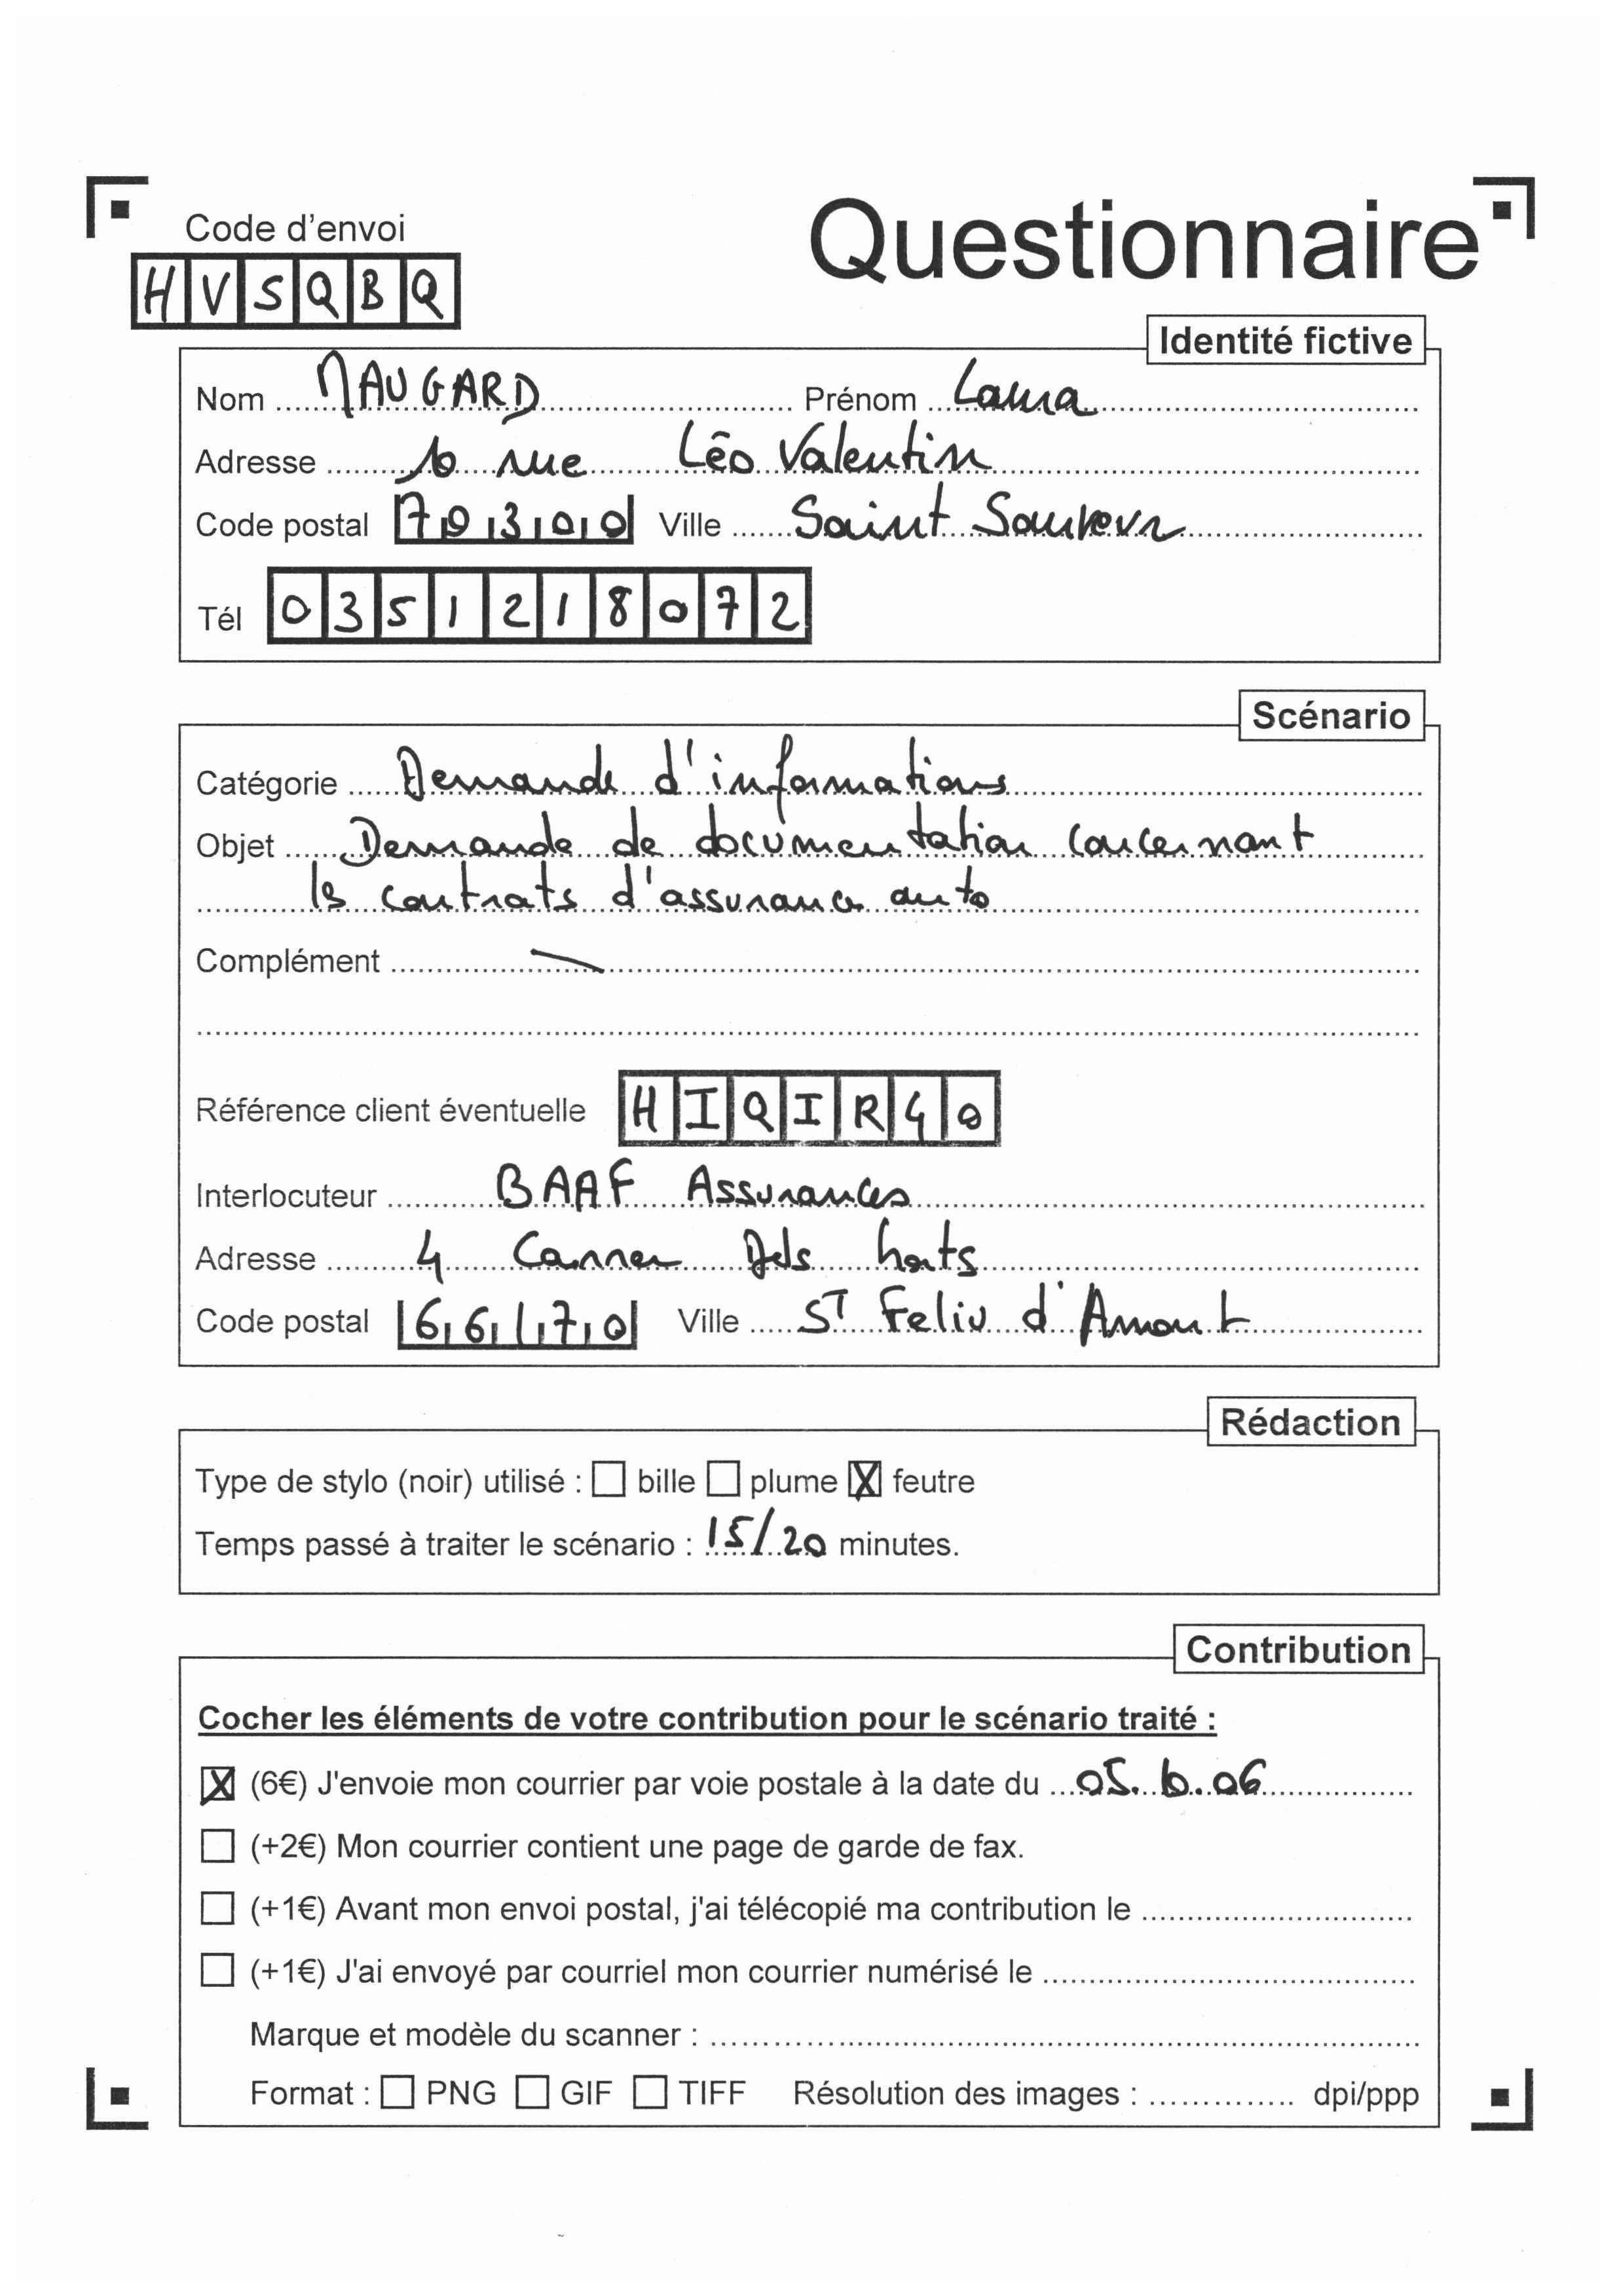 Code d'envoi
Questionnaire
HVSQBQ
Identité fictive
Nom MAUGARD Prénom Laura
Adresse 10 rue Léo Valentin
Code postal 79300 Ville Saint Sauveur
Tél 0351218072
Scénario
Catégorie Demande d'informations
Objet Demande de documentation concernant
les contrats d'assurance auto
Complément
Référence client éventuelle HIQIR40
Interlocuteur BAAF Assurances
Adresse 4 Carrer Dels horts
Code postal 66170 Ville ST Feliu d'Amont
Rédaction
Type de stylo (noir) utilisé : bille plume X feutre
Temps passé à traiter le scénario : 15/20 minutes.
Contribution
Cocher les éléments de votre contribution pour le scénario traité :
X (6€) J'envoie mon courrier par voie postale à la date du 05.10.06
(+2€) Mon courrier contient une page de garde de fax.
(+1€) Avant mon envoi postal, j'ai télécopié ma contribution le
(+1€) J'ai envoyé par courriel mon courrier numérisé le
Marque et modèle du scanner :
Format : PNG GIF TIFF Résolution des images : dpi/ppp